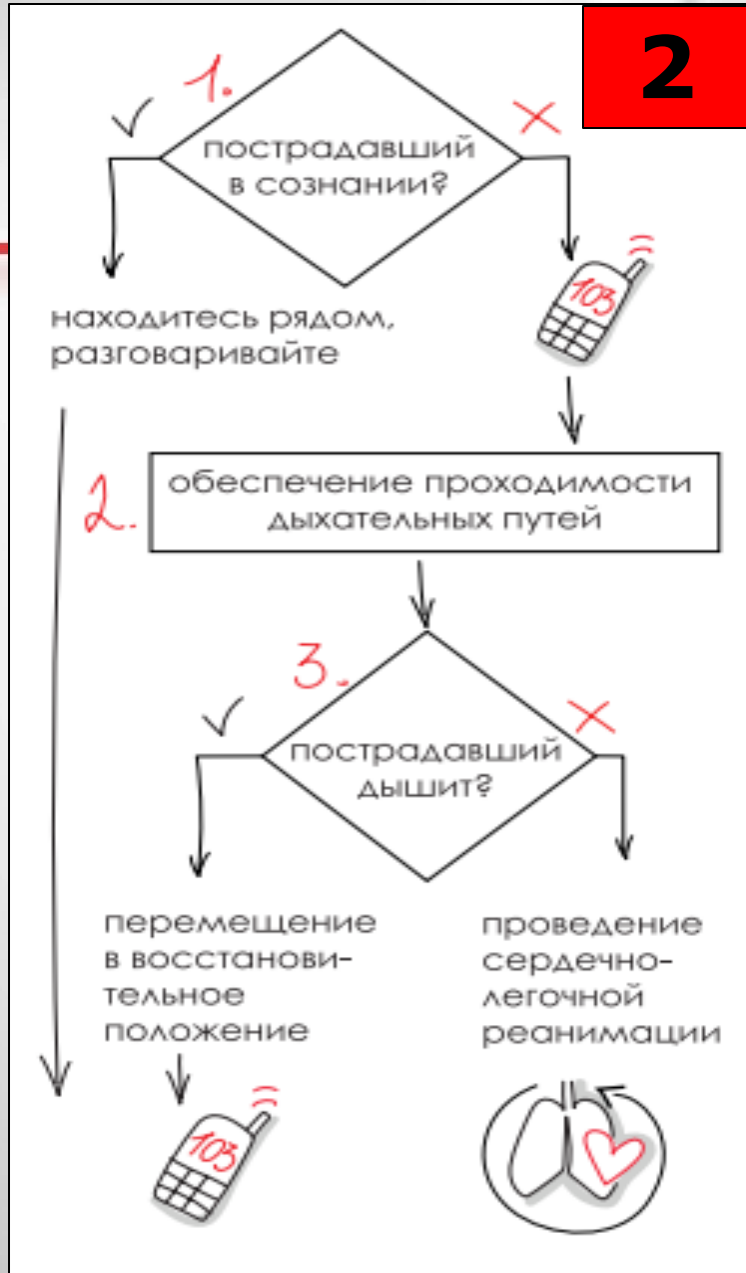 2
1.
пострадавший
в сознании?
103
находитесь рядом,
разговаривайте
2.
обеспечение проходимости
дыхательных путей
3.
пострадавший
дышит?
перемещение
в восстанови-
тельное
положение
проведение
сердечно-
легочной
реанимации
103